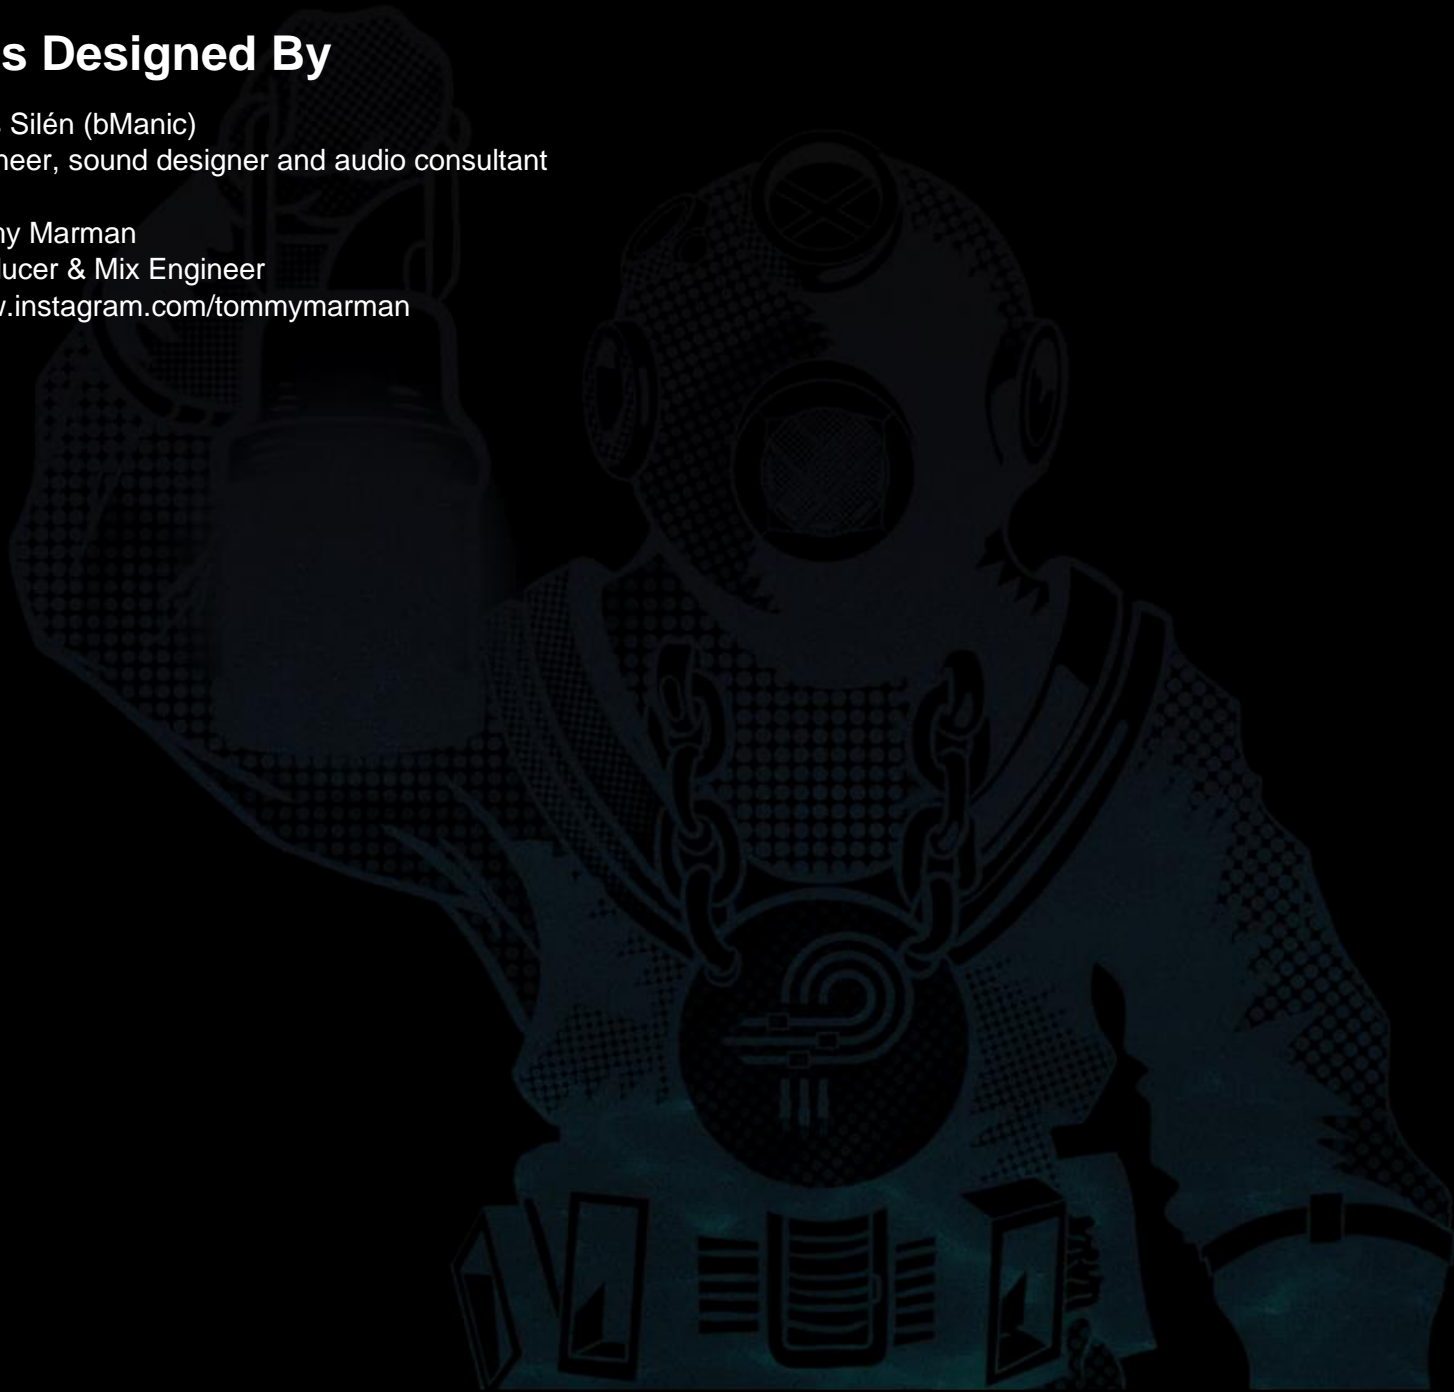 s Designed By
Silén (bManic)
neer, sound designer and audio consultant
ny Marman
ducer & Mix Engineer
.instagram.com/tommymarman